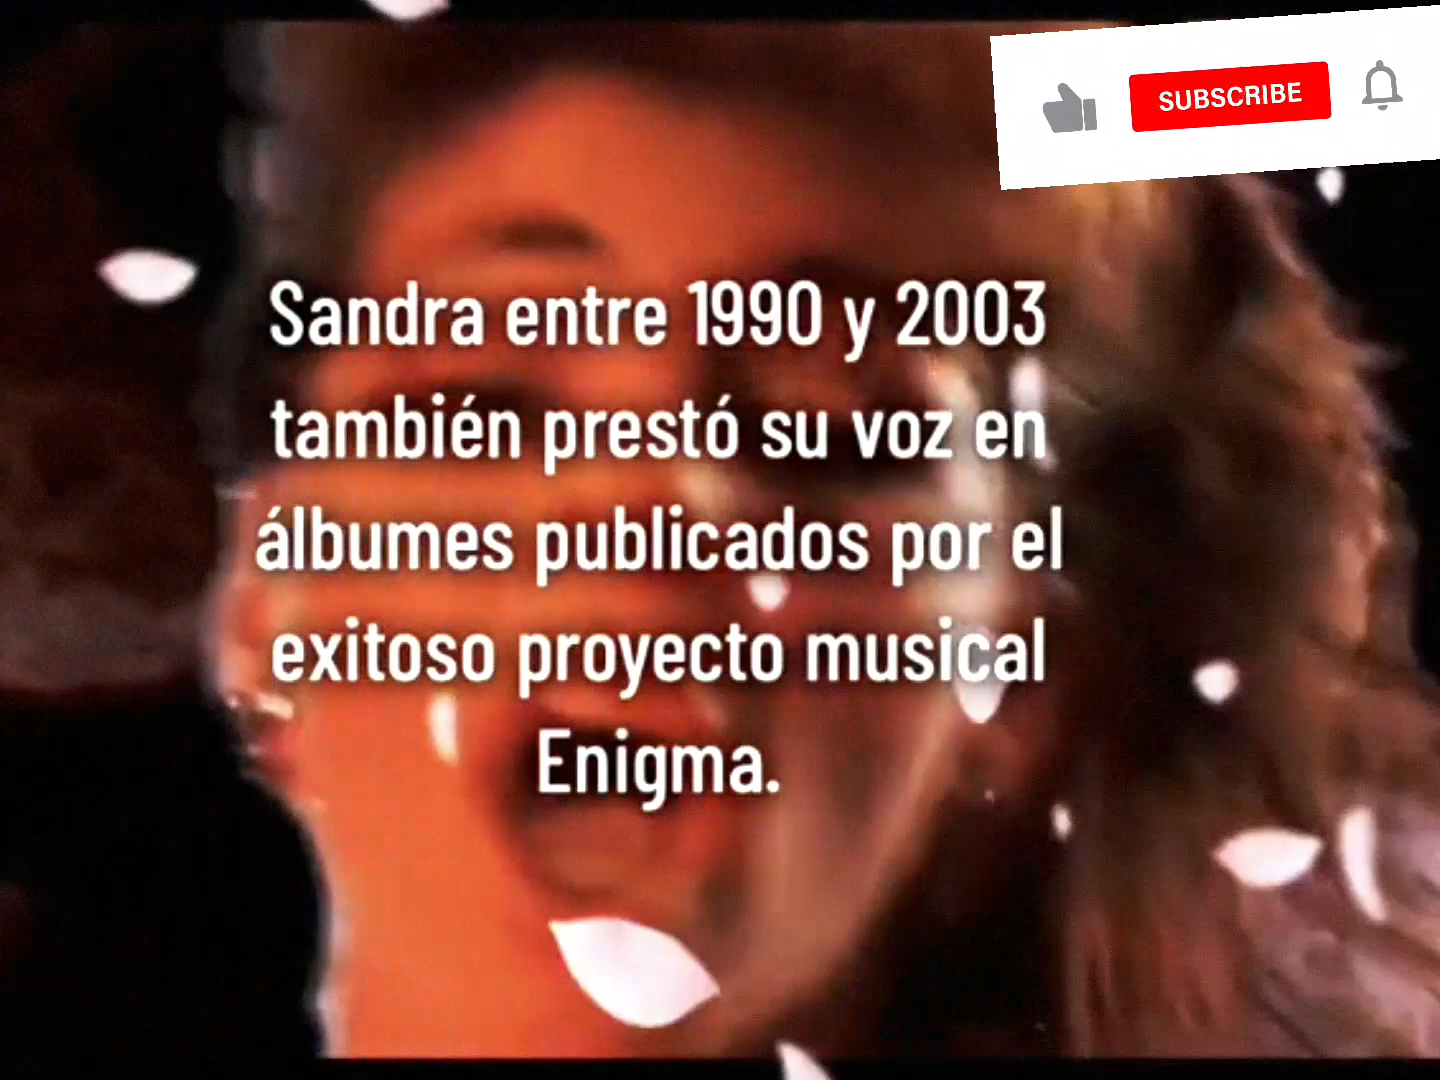 SUBSCRIBE
Sandra entre 1990 y 2003
también prestó su voz en
álbumes publicados por el
exitoso proyecto musical
Enigma.